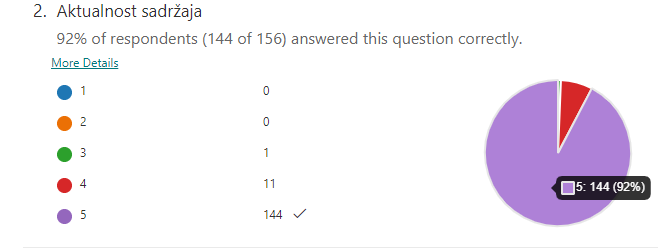 2. Aktualnost sadržaja
92% of respondents (144 of 156) answered this question correctly.
More Details
1 0
2 0
3 1
4 11
5 144
5: 144 (92%)